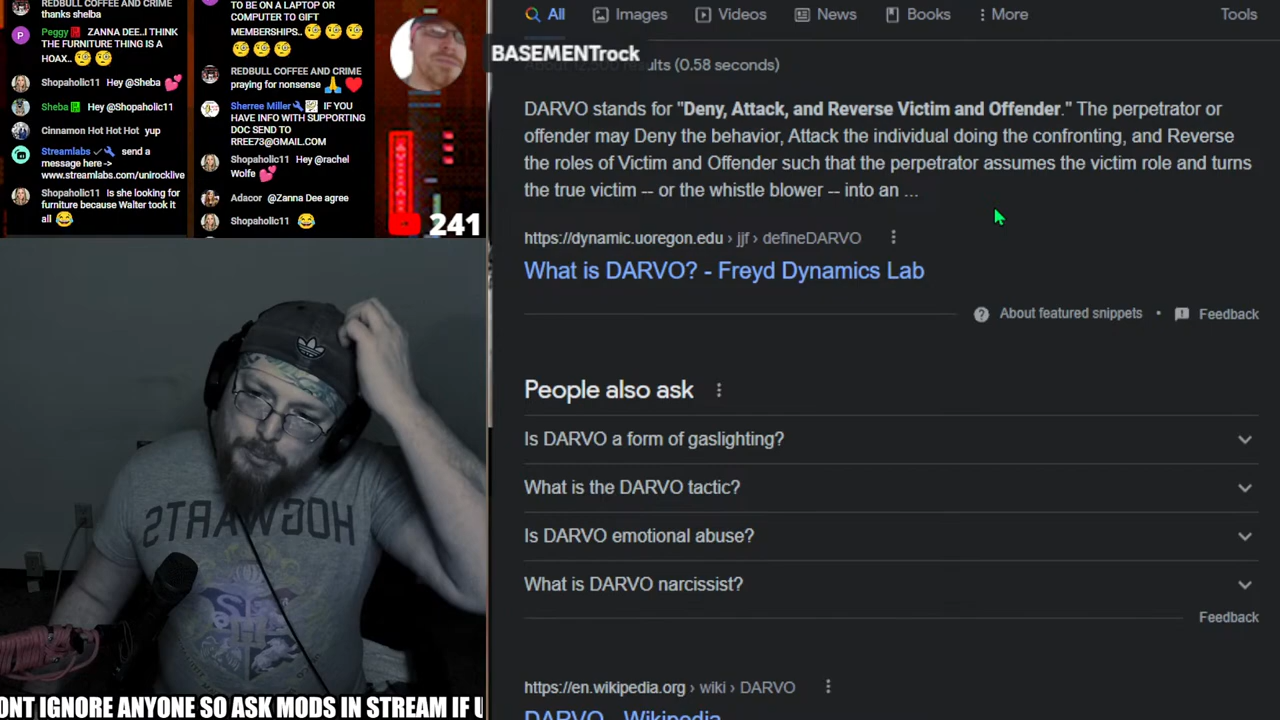 REDBULL COFFEE AND CRIME
thanks shelba
Peggy ZANNA DEE..I THINK
THE FURNITURE THING IS A
HOAX..
Shopaholic11 Hey @Sheba
Sheba Hey @Shopaholic11
Cinnamon Hot Hot Hot yup
Streamlabs send a
message here ->
www.streamlabs.com/unirocklive
Shopaholic11 Is she looking for
furniture because Walter took it
all
TO BE ON A LAPTOP OR
COMPUTER TO GIFT
MEMBERSHIPS..
REDBULL COFFEE AND CRIME
praying for nonsense
Sherree Miller IF YOU
HAVE INFO WITH SUPPORTING
DOC SEND TO
RREE73@GMAIL.COM
Shopaholic11 Hey @rachel
Wolfe
Adacor @Zanna Dee agree
Shopaholic11
241
BASEMENTrock
HOGWARTS
ONT IGNORE ANYONE SO ASK MODS IN STREAM IF U
All Images Videos News Books More Tools
(0.58 seconds)
DARVO stands for "Deny, Attack, and Reverse Victim and Offender." The perpetrator or
offender may Deny the behavior, Attack the individual doing the confronting, and Reverse
the roles of Victim and Offender such that the perpetrator assumes the victim role and turns
the true victim -- or the whistle blower -- into an ...
https://dynamic.uoregon.edu › jjf › defineDARVO
What is DARVO? - Freyd Dynamics Lab
About featured snippets • Feedback
People also ask
Is DARVO a form of gaslighting?
What is the DARVO tactic?
Is DARVO emotional abuse?
What is DARVO narcissist?
Feedback
https://en.wikipedia.org › wiki › DARVO
DARVO - Wikipedia